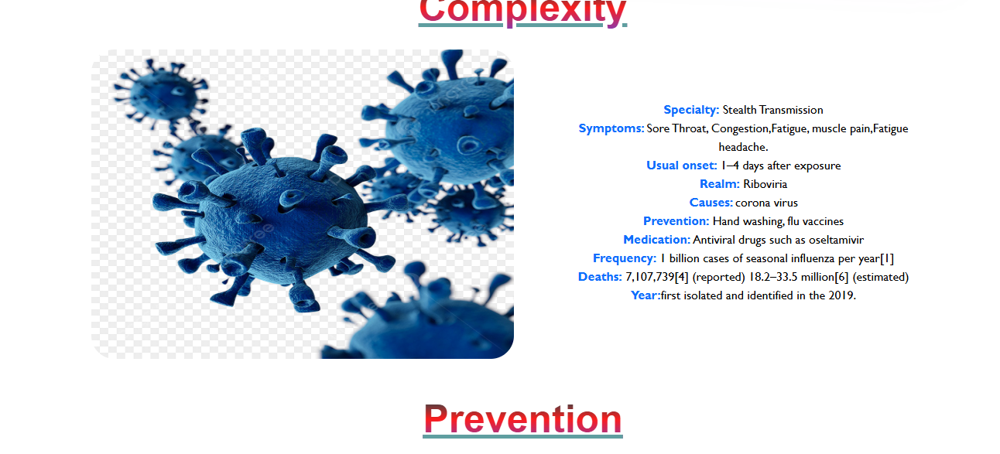 Complexity
Specialty: Stealth Transmission
Symptoms: Sore Throat, Congestion,Fatigue, muscle pain,Fatigue
headache.
Usual onset: 1–4 days after exposure
Realm: Riboviria
Causes: corona virus
Prevention: Hand washing, flu vaccines
Medication: Antiviral drugs such as oseltamivir
Frequency: 1 billion cases of seasonal influenza per year[1]
Deaths: 7,107,739[4] (reported) 18.2–33.5 million[6] (estimated)
Year:first isolated and identified in the 2019.
Prevention